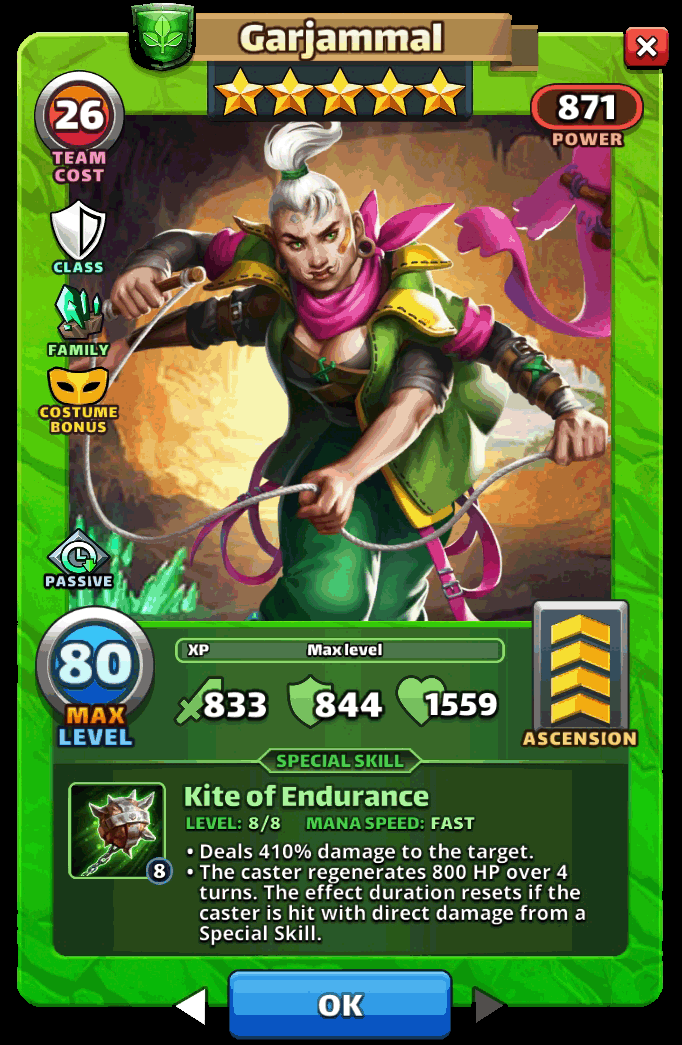 Garjammal
26
TEAM
COST
871
POWER
CLASS
FAMILY
COSTUME
BONUS
PASSIVE
80
MAX
LEVEL
XP Max level
833 844 1559
ASCENSION
SPECIAL SKILL
Kite of Endurance
LEVEL: 8/8 MANA SPEED: FAST
8
• Deals 410% damage to the target.
• The caster regenerates 800 HP over 4
turns. The effect duration resets if the
caster is hit with direct damage from a
Special Skill.
OK